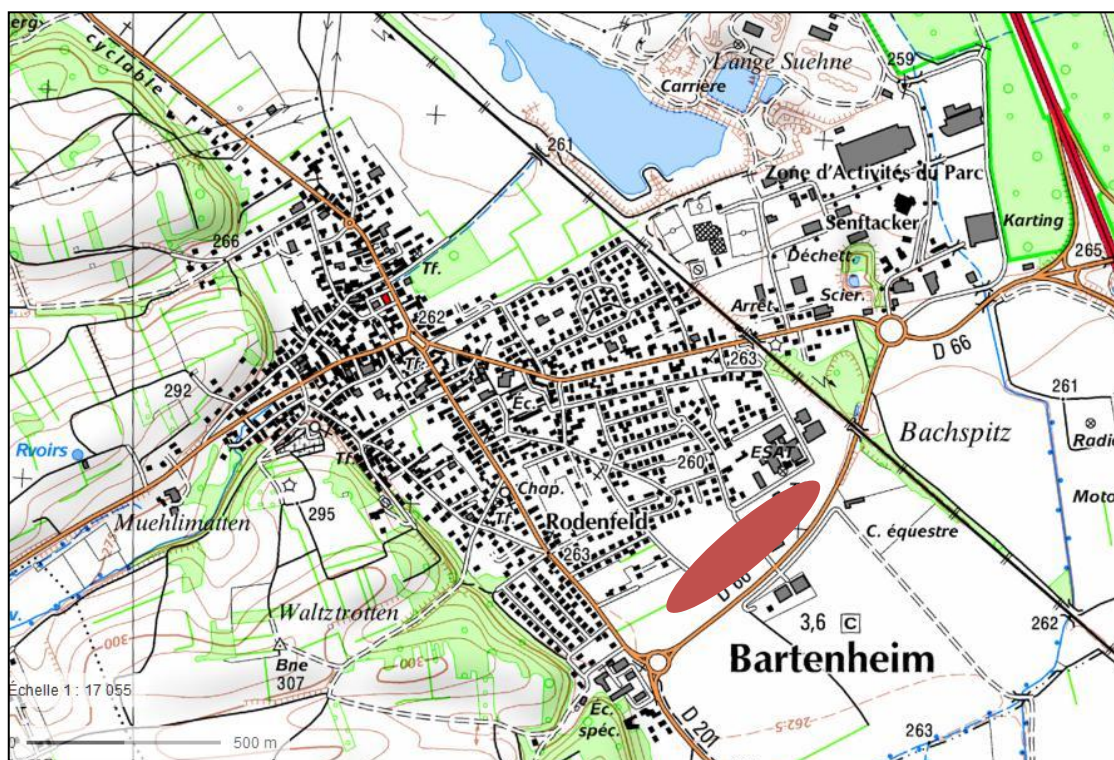 erg
cyclable
Lange Suehne
259
Carrière
261
Zone d'Activités du Parc
Senftacker
Karting
266
Tf.
Déchett.
265
Scier.
Arrêt
262
263
D 66
Tf.
292
Éc.
261
Bachspitz
Radio
Rvoirs
Tf.
260
ESAT
Moto
Chap.
Muehlimatten
295
Tf.
Rodenfeld
C. équestre
263
D 66
Waltztrotten
3,6 C
300
262
Bne
300
Bartenheim
307
Échelle 1 : 17 055
Éc.
spéc.
D 201
262.5
263
0 500 m